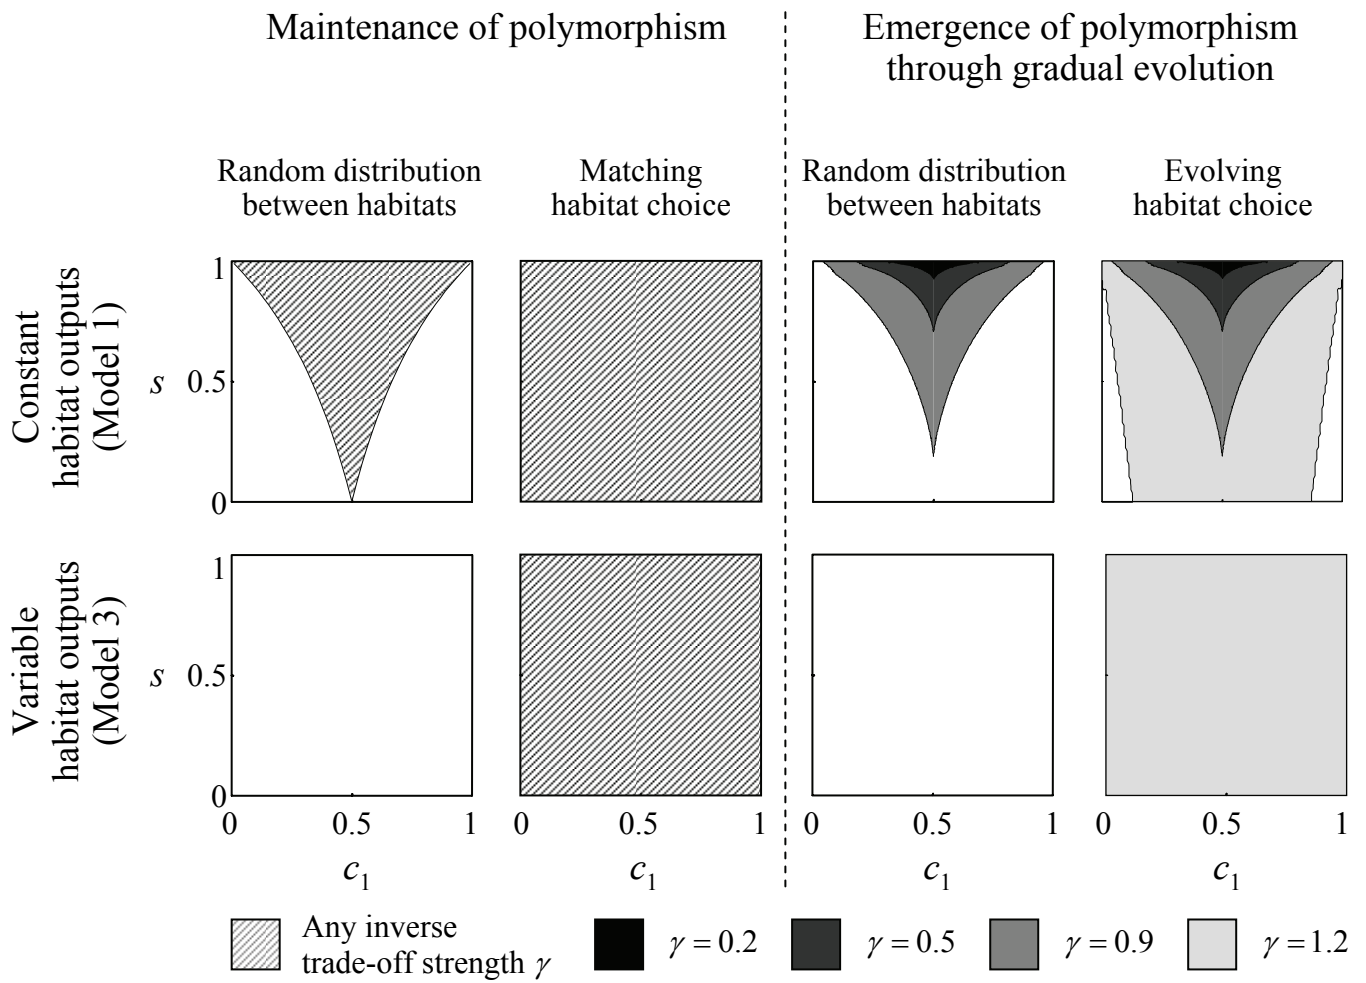 Maintenance of polymorphism
Emergence of polymorphism
through gradual evolution
Random distribution
between habitats
Matching
habitat choice
Random distribution
between habitats
Evolving
habitat choice
Constant
habitat outputs
(Model 1)
s
1
0.5
0
Variable
habitat outputs
(Model 3)
s
1
0.5
0
0 0.5 1
0 0.5 1
0 0.5 1
0 0.5 1
c₁
c₁
c₁
c₁
Any inverse
trade-off strength γ
γ = 0.2
γ = 0.5
γ = 0.9
γ = 1.2